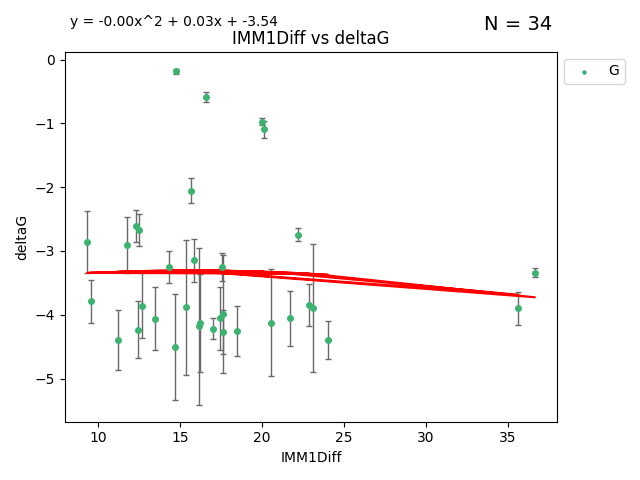 y = -0.00x^2 + 0.03x + -3.54
N = 34
IMM1Diff vs deltaG
G
deltaG
0
−1
−2
−3
−4
−5
10 15 20 25 30 35
IMM1Diff